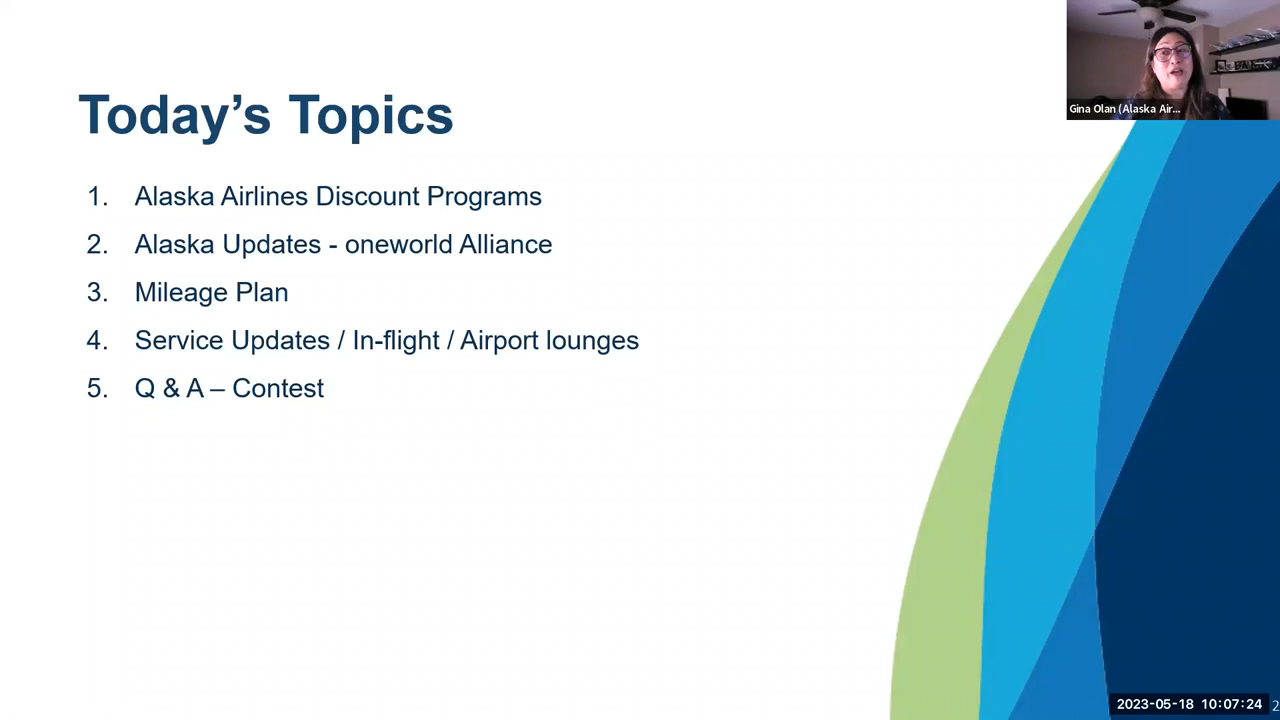 Today’s Topics
1. Alaska Airlines Discount Programs
2. Alaska Updates - oneworld Alliance
3. Mileage Plan
4. Service Updates / In-flight / Airport lounges
5. Q & A – Contest
Gina Olan (Alaska Air...
2023-05-18 10:07:24
2